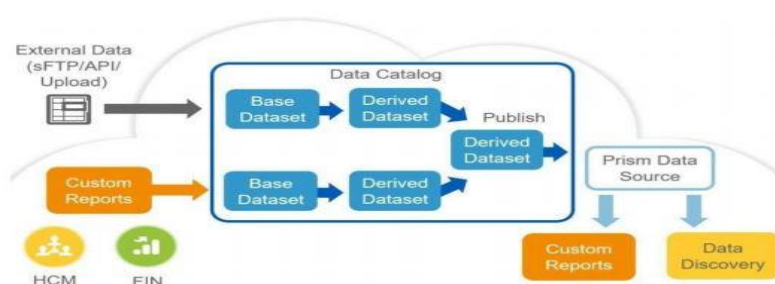 External Data
(sFTP/API/
Upload)
Data Catalog
Base
Dataset
Derived
Dataset
Publish
Derived
Dataset
Prism Data
Source
Custom
Reports
Base
Dataset
Derived
Dataset
Custom
Reports
Data
Discovery
HCM
FIN